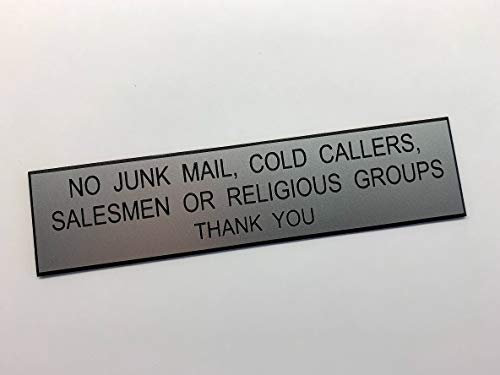 NO JUNK MAIL, COLD CALLERS,
SALESMEN OR RELIGIOUS GROUPS
THANK YOU